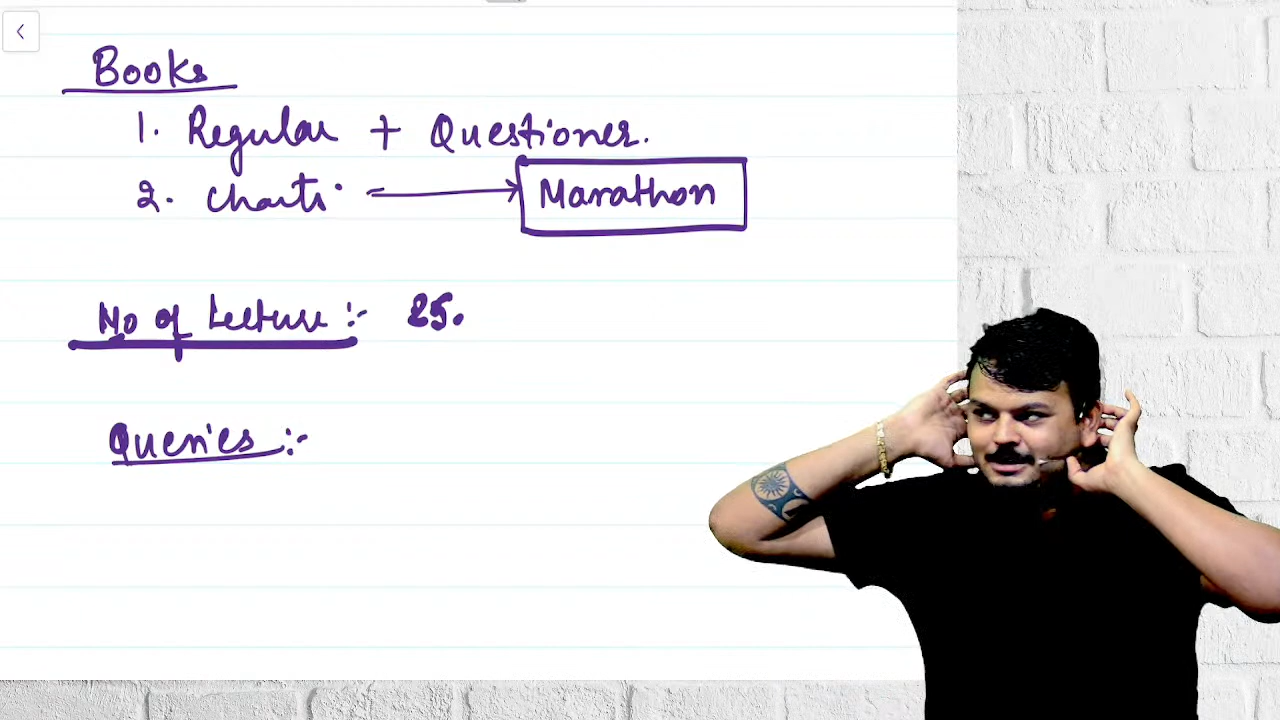 Books
1. Regular + Questioner.
2. Charts. → Marathon
No of Lecture :- 25.
Queries :-